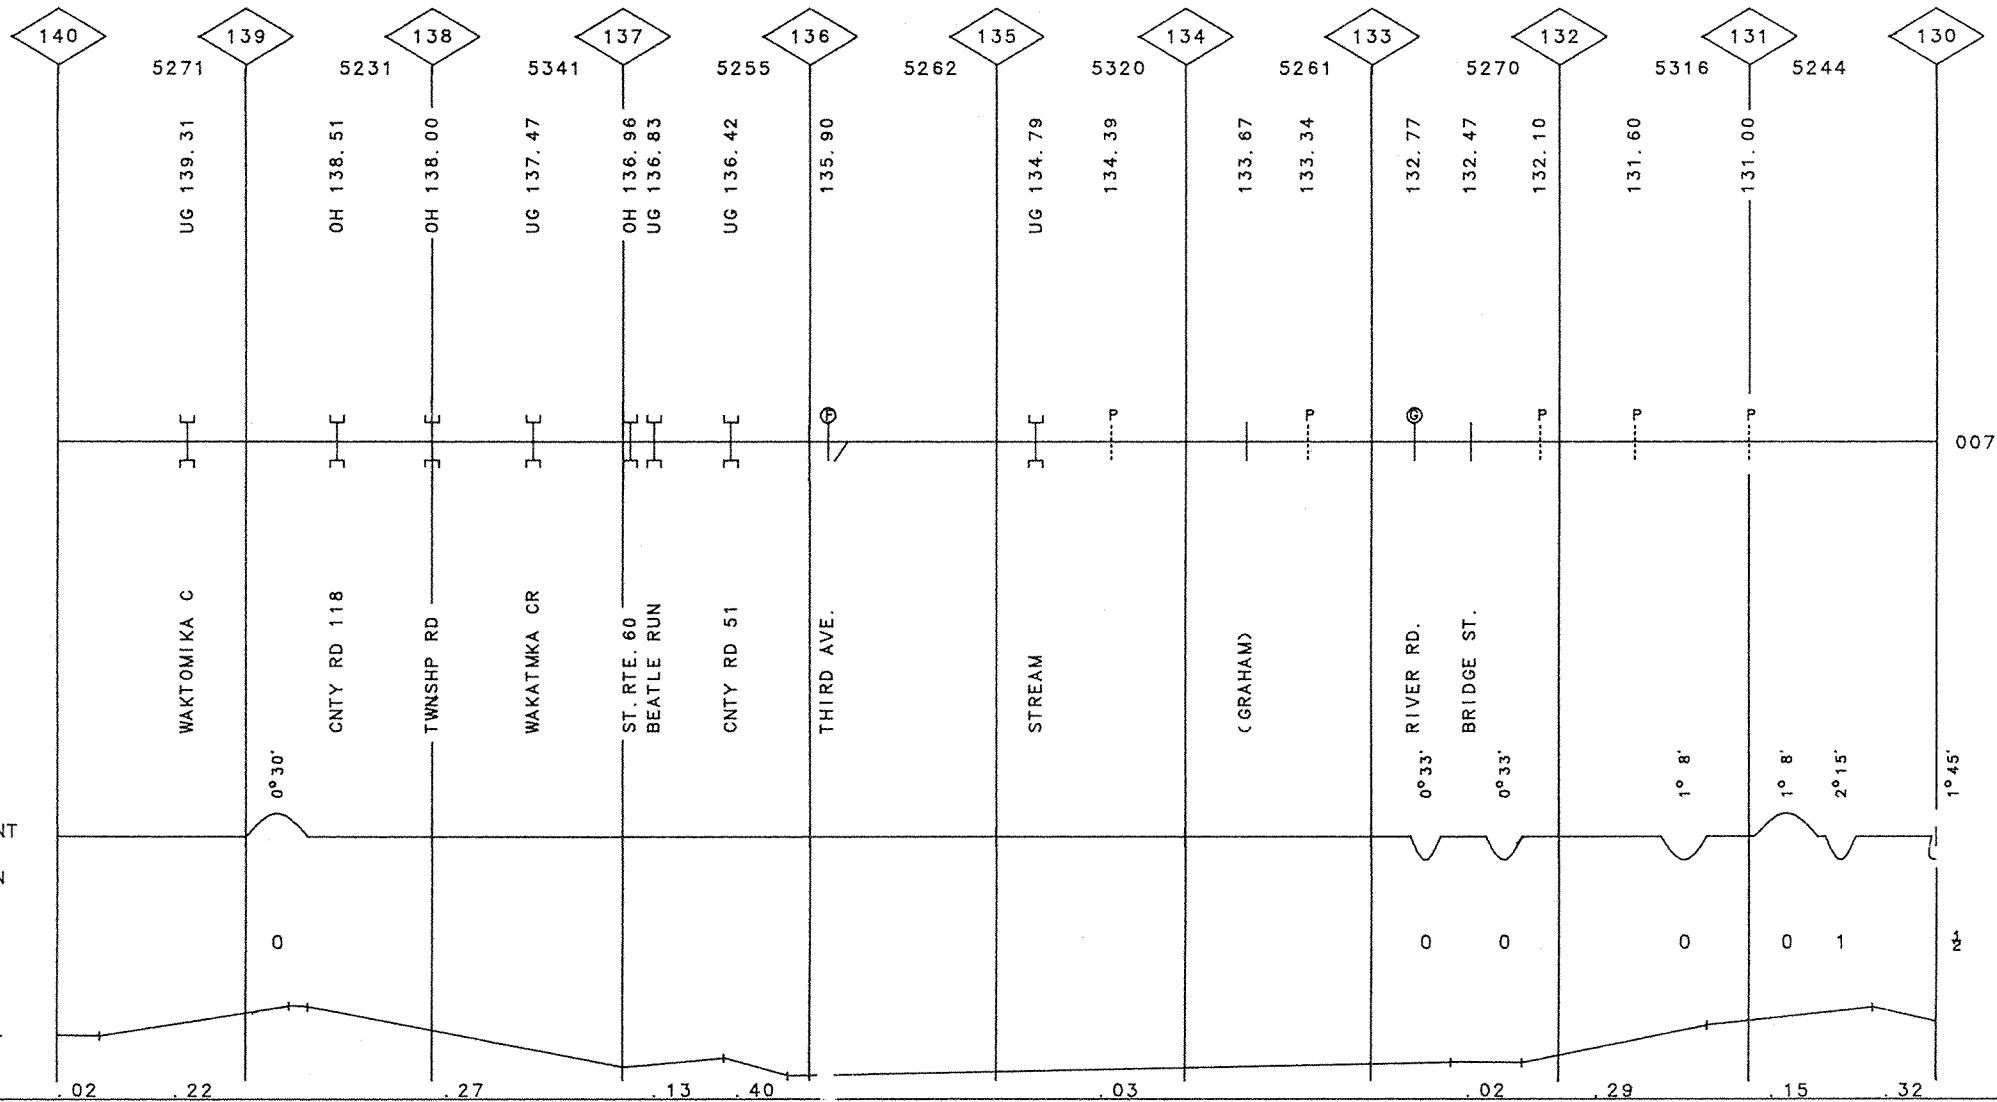 140 139 138 137 136 135 134 133 132 131 130
5271 5231 5341 5255 5262 5320 5261 5270 5316 5244
UG 139.31
OH 138.51
OH 138.00
UG 137.47
OH 136.96
UG 136.83
UG 136.42
135.90
UG 134.79
134.39
133.67
133.34
132.77
132.47
132.10
131.60
131.00
F P P G P P P
007
WAKTOMIKA C
CNTY RD 118
TWNSHP RD
WAKATMKA CR
ST.RTE.60
BEATLE RUN
CNTY RD 51
THIRD AVE.
STREAM
(GRAHAM)
RIVER RD.
BRIDGE ST.
0°30'
0°33'
0°33'
1° 8'
1° 8'
2°15'
1°45'
NT
N
0 0 0 0 0 1 ½
.02 .22 .27 .13 .40 .03 .02 .29 .15 .32